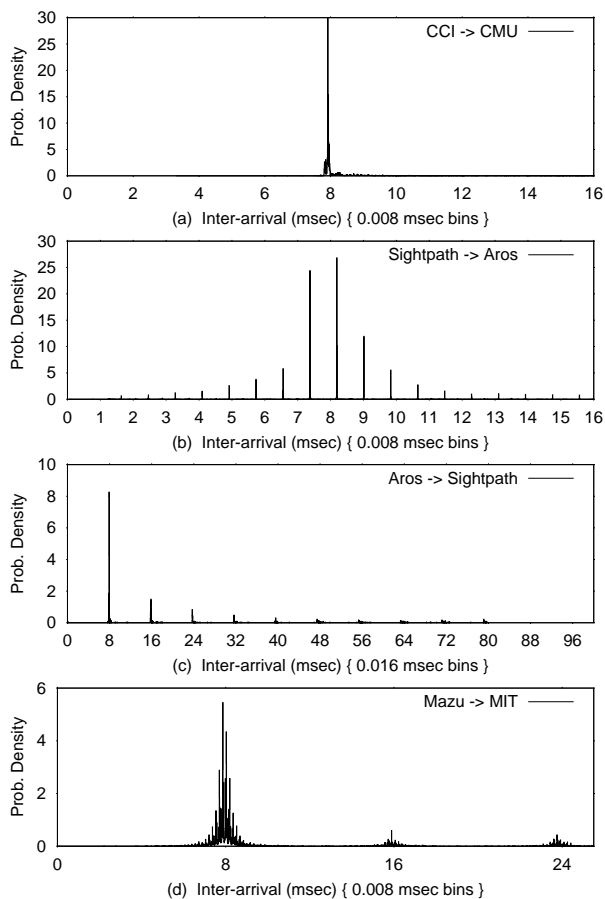 30
25
20
15
10
5
0
Prob. Density
CCI -> CMU
0 2 4 6 8 10 12 14 16
(a) Inter-arrival (msec) { 0.008 msec bins }
30
25
20
15
10
5
0
Prob. Density
Sightpath -> Aros
0 1 2 3 4 5 6 7 8 9 10 11 12 13 14 15 16
(b) Inter-arrival (msec) { 0.008 msec bins }
10
8
6
4
2
0
Prob. Density
Aros -> Sightpath
0 8 16 24 32 40 48 56 64 72 80 88 96
(c) Inter-arrival (msec) { 0.016 msec bins }
6
4
2
0
Prob. Density
Mazu -> MIT
0 8 16 24
(d) Inter-arrival (msec) { 0.008 msec bins }